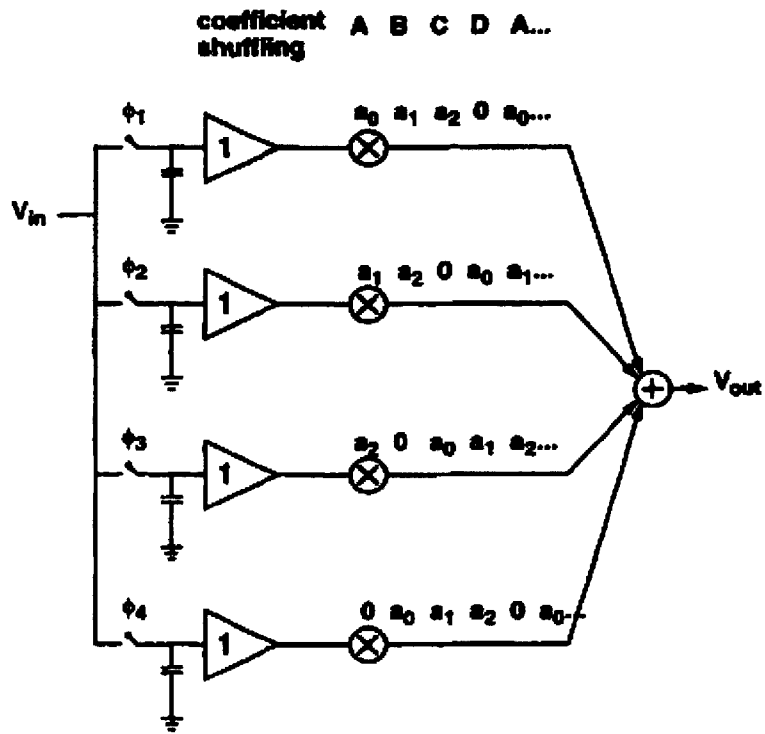 coefficient A B C D A...
shuffling
ϕ1 1 a0 a1 a2 0 a0...
Vin
ϕ2 1 a1 a2 0 a0 a1...
+ Vout
ϕ3 1 a2 0 a0 a1 a2...
ϕ4 1 0 a0 a1 a2 0 a0...